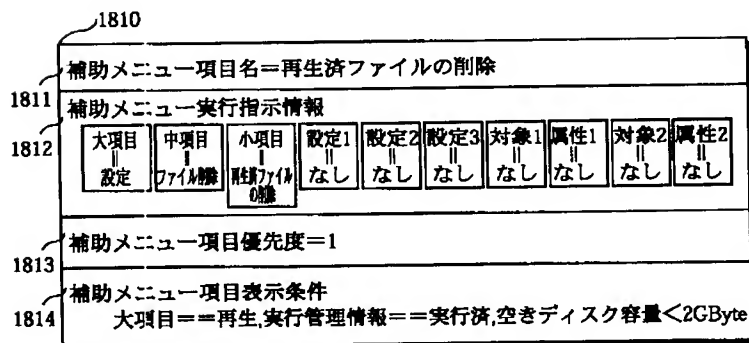 1810
補助メニュー項目名=再生済ファイルの削除
1811
補助メニュー実行指示情報
1812
大項目
=
設定
中項目
=
ファイル削除
小項目
=
再生済ファイル
の削除
設定1
=
なし
設定2
=
なし
設定3
=
なし
対象1
=
なし
属性1
=
なし
対象2
=
なし
属性2
=
なし
補助メニュー項目優先度=1
1813
補助メニュー項目表示条件
1814
大項目==再生,実行管理情報==実行済,空きディスク容量<2GByte